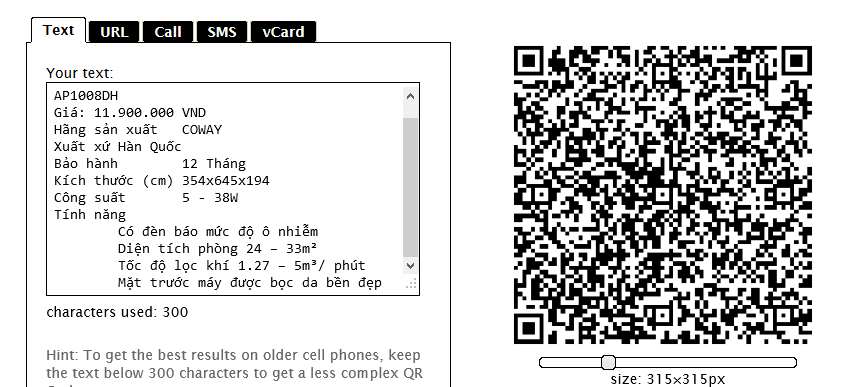 Text URL Call SMS vCard
Your text:
AP1008DH
Giá: 11.900.000 VND
Hãng sản xuất COWAY
Xuất xứ Hàn Quốc
Bảo hành 12 Tháng
Kích thước (cm) 354x645x194
Công suất 5 - 38W
Tính năng
Có đèn báo mức độ ô nhiễm
Diện tích phòng 24 – 33m²
Tốc độ lọc khí 1.27 – 5m³/ phút
Mặt trước máy được bọc da bền đẹp
characters used: 300
Hint: To get the best results on older cell phones, keep
the text below 300 characters to get a less complex QR
size: 315×315px